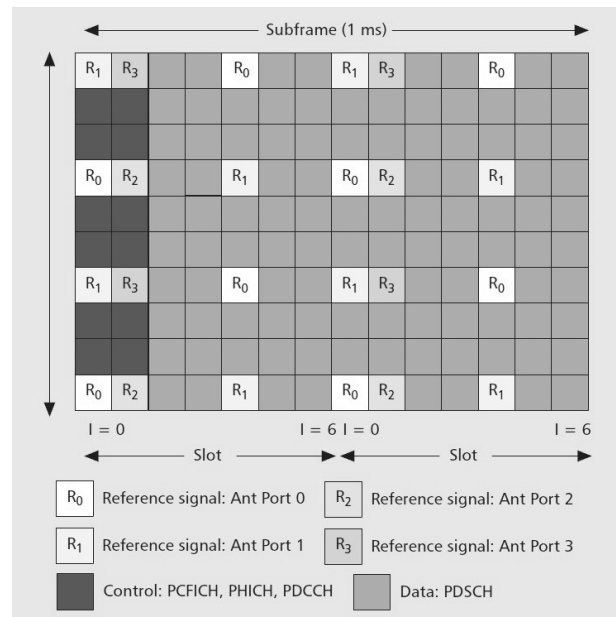 Subframe (1 ms)
R1 R3 R0 R1 R3 R0
R0 R2 R1 R0 R2 R1
R1 R3 R0 R1 R3 R0
R0 R2 R1 R0 R2 R1
l = 0 l = 6 l = 0 l = 6
Slot Slot
R0 Reference signal: Ant Port 0 R2 Reference signal: Ant Port 2
R1 Reference signal: Ant Port 1 R3 Reference signal: Ant Port 3
Control: PCFICH, PHICH, PDCCH Data: PDSCH